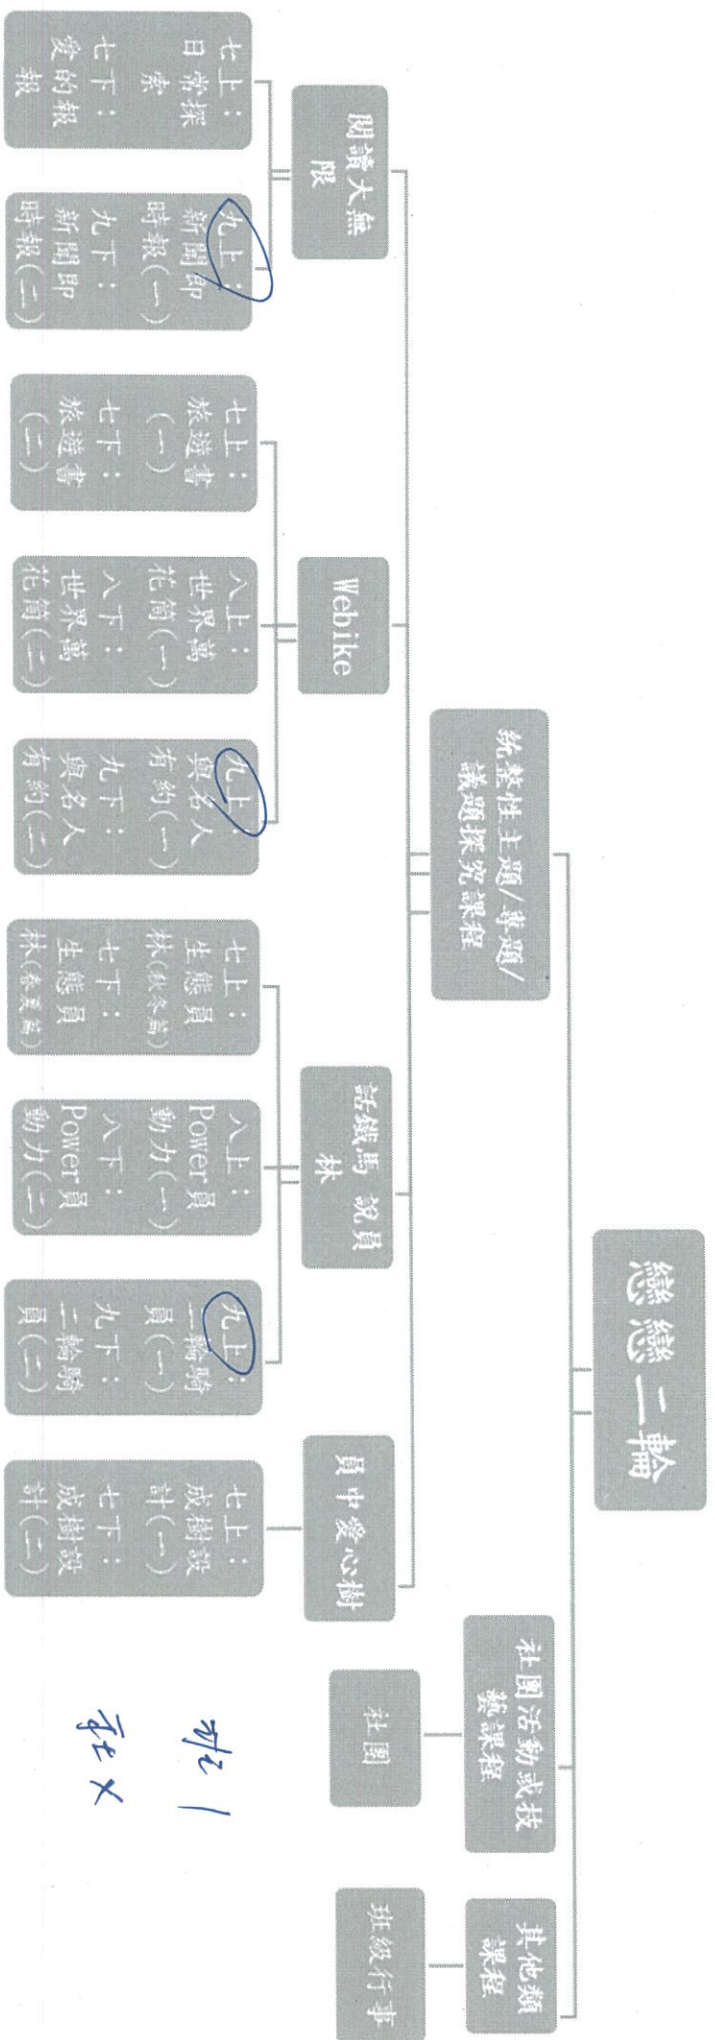 戀戀二輪
統整性主題/專題/
議題探究課程
社團活動或技
藝課程
其他類
課程
閱讀大無
限
Webike
話鐵馬 說員
林
員中愛心樹
社團
班級行事
七上：
日常探
索
七下：
愛的報
報
九上：
新聞即
時報(一)
九下：
新聞即
時報(二)
七上：
旅遊書
(一)
七下：
旅遊書
(二)
八上：
世界萬
花筒(一)
八下：
世界萬
花筒(二)
九上：
與名人
有約(一)
九下：
與名人
有約(二)
七上：
生態員
林(秋冬篇)
七下：
生態員
林(春夏篇)
八上：
Power員
動力(一)
八下：
Power員
動力(二)
九上：
二輪騎
員(一)
九下：
二輪騎
員(二)
七上：
成樹設
計(一)
七下：
成樹設
計(二)
班 1
社 X